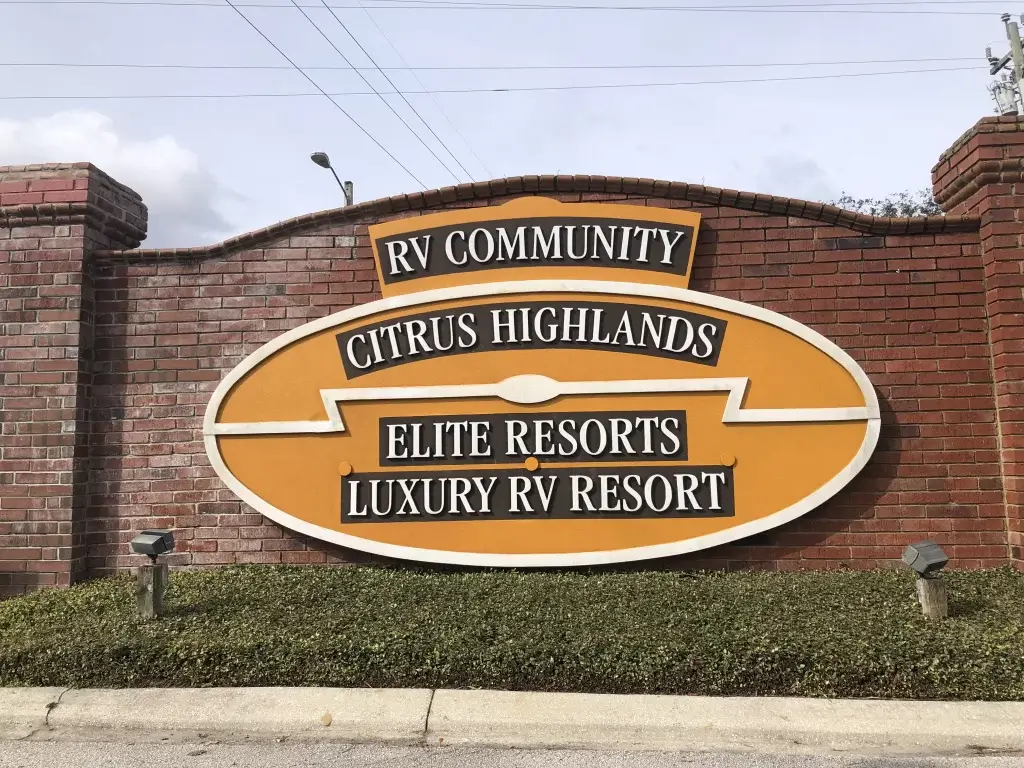 RV COMMUNITY
CITRUS HIGHLANDS
ELITE RESORTS
LUXURY RV RESORT